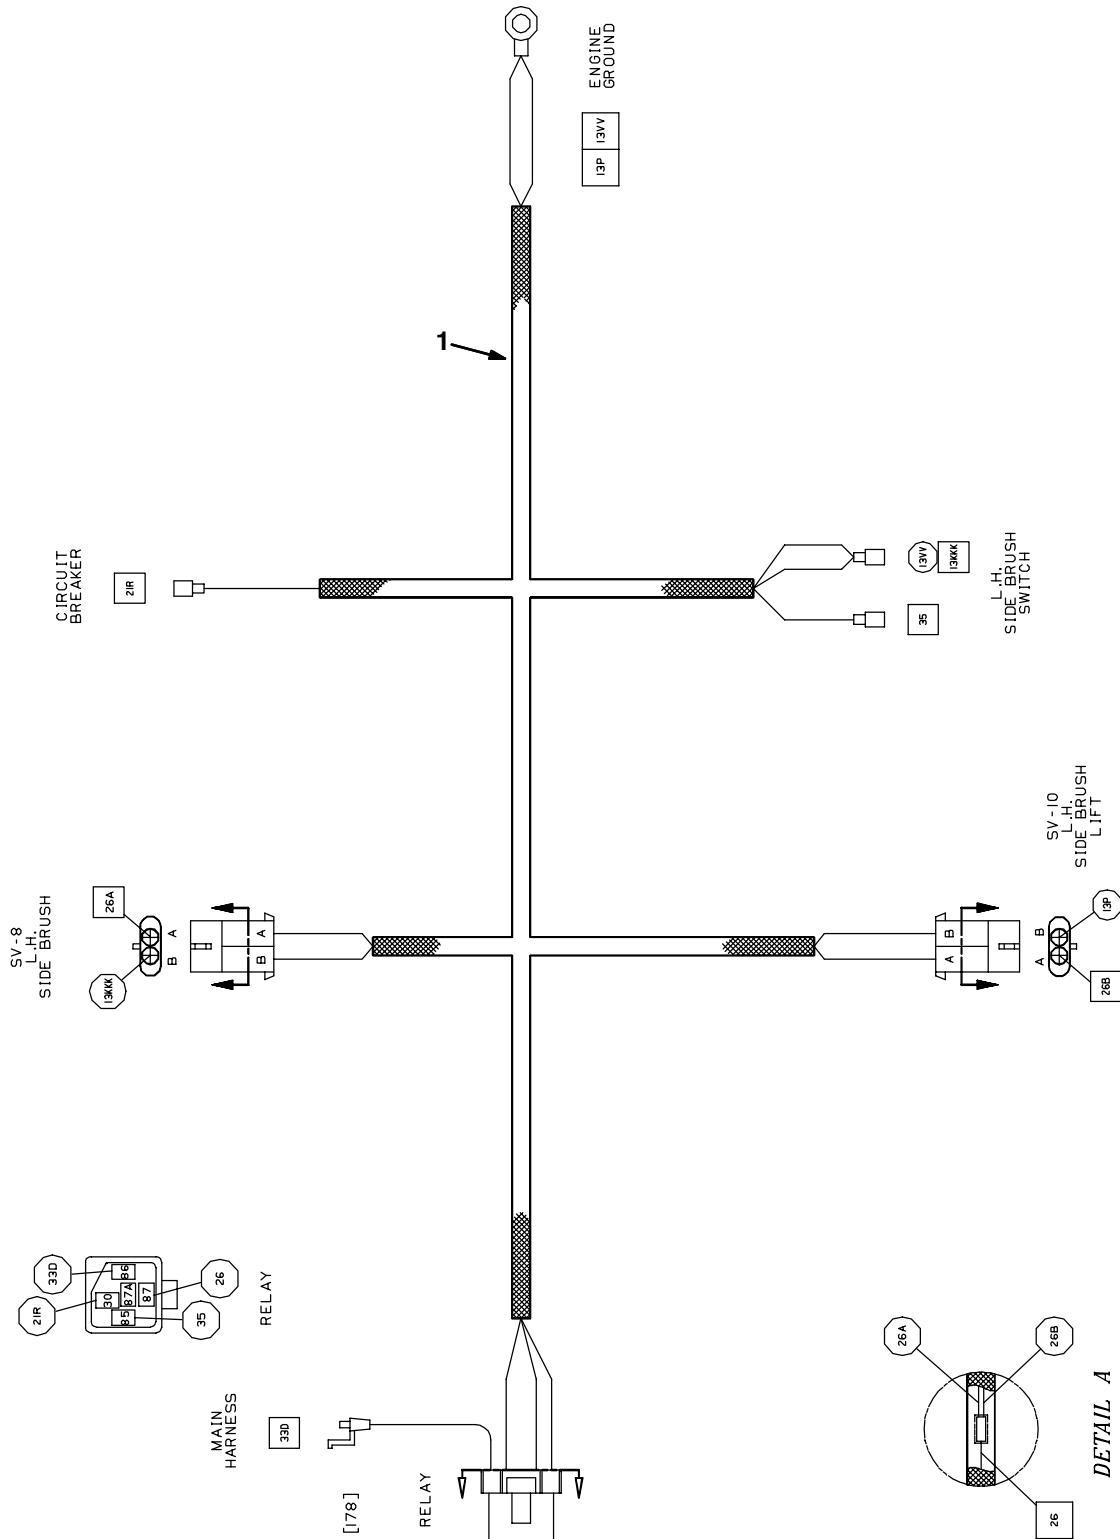 MAIN
HARNESS
33D
[178]
RELAY
21R
33D
30
86
85
87A
87
35
26
RELAY
SV-8
L.H.
SIDE BRUSH
13KKK
26A
B
A
B
A
CIRCUIT
BREAKER
21R
1
ENGINE
GROUND
13P
13VV
35
13VV
13KKK
L.H.
SIDE BRUSH
SWITCH
A
B
A
B
26B
13P
SV-10
L.H.
SIDE BRUSH
LIFT
26
26A
26B
DETAIL A